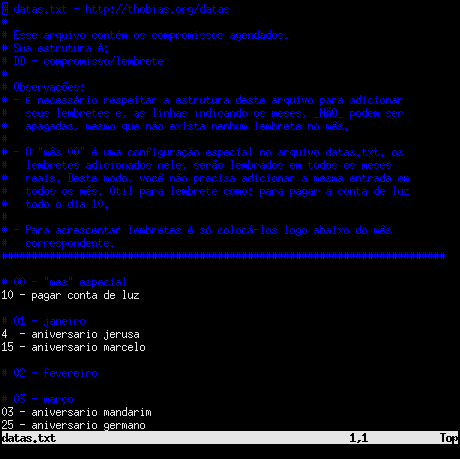 # datas.txt - http://thobias.org/datas
#
# Esse arquivo contém os compromissos agendados.
# Sua estrutura é:
# DD - compromisso/lembrete
#
# Observações:
# - É necessário respeitar a estrutura deste arquivo para adicionar
#   seus lembretes e, as linhas indicando os meses, _NÃO_ podem ser
#   apagadas, mesmo que não exista nenhum lembrete no mês.
#
# - O "mês 00" é uma configuração especial no arquivo datas.txt, os
#   lembretes adicionados nele, serão lembrados em todos os meses
#   reais. Deste modo, você não precisa adicionar a mesma entrada em
#   todos os mês. Útil para lembrete como: para pagar a conta de luz
#   todo o dia 10.
#
# - Para acrescentar lembretes é só colocá-los logo abaixo do mês
#   correspondente.
##########################################################################
# 00 - "mes" especial
10 - pagar conta de luz
# 01 - janeiro
4  - aniversario jerusa
15 - aniversario marcelo
# 02 - fevereiro
# 03 - março
03 - aniversario mandarim
25 - aniversario germano
datas.txt 1,1 Top